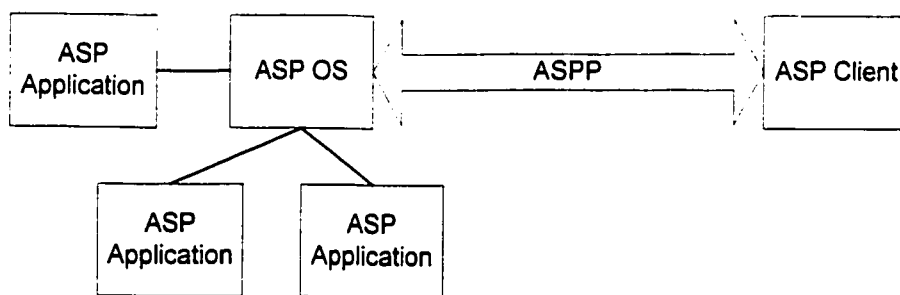 ASP
Application
ASP OS
ASPP
ASP Client
ASP
Application
ASP
Application